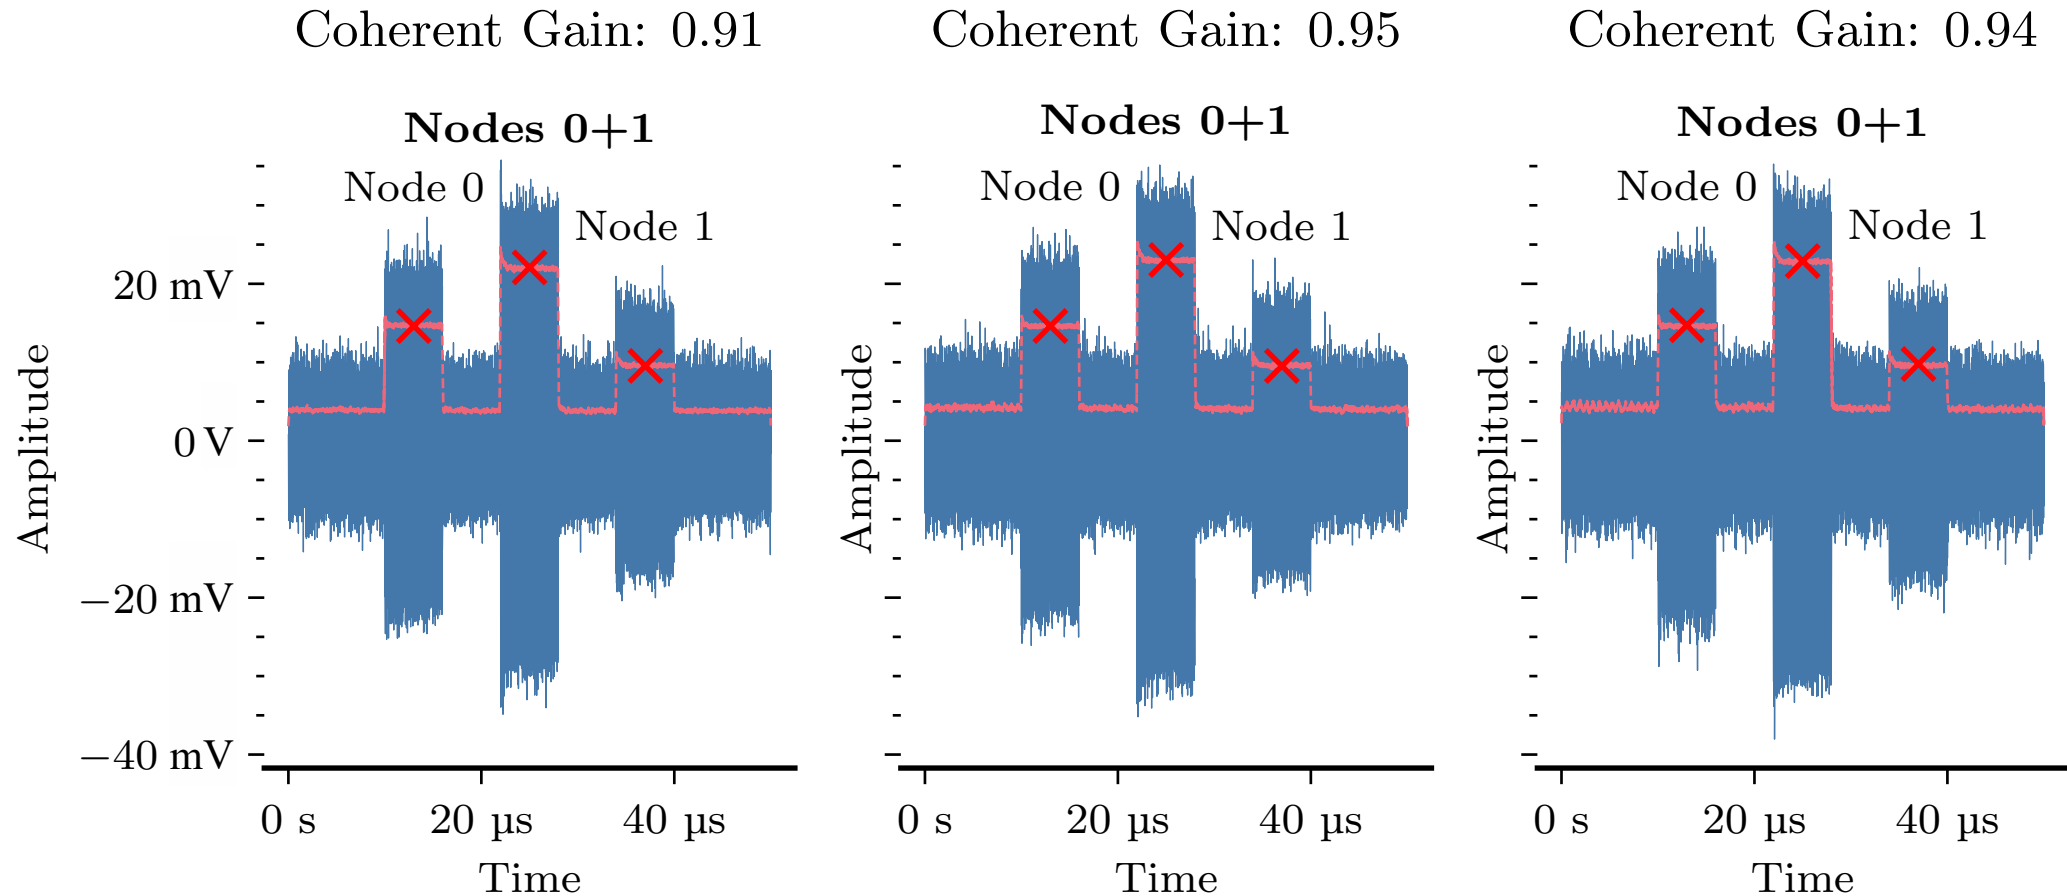 Coherent Gain: 0.91
Coherent Gain: 0.95
Coherent Gain: 0.94
Nodes 0+1
Node 0
Node 1
Nodes 0+1
Node 0
Node 1
Nodes 0+1
Node 0
Node 1
20 mV
0 V
−20 mV
−40 mV
Amplitude
Amplitude
Amplitude
0 s
20 µs
40 µs
0 s
20 µs
40 µs
0 s
20 µs
40 µs
Time
Time
Time